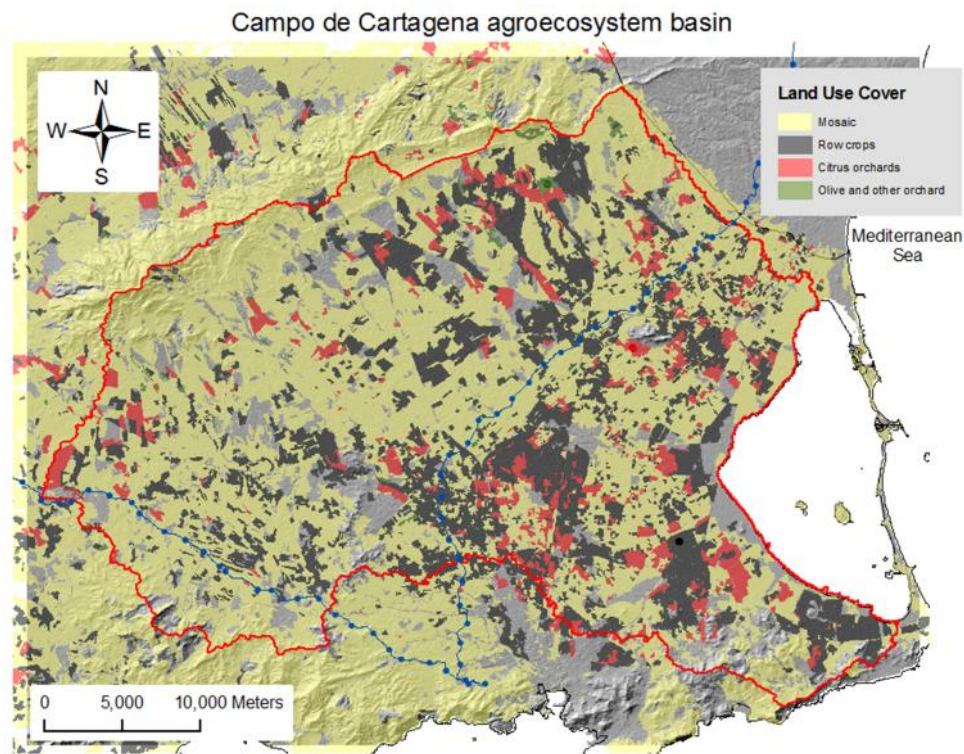 Campo de Cartagena agroecosystem basin
N
W E
S
Land Use Cover
Mosaic
Row crops
Citrus orchards
Olive and other orchard
Mediterranean
Sea
c
0 5,000 10,000 Meters